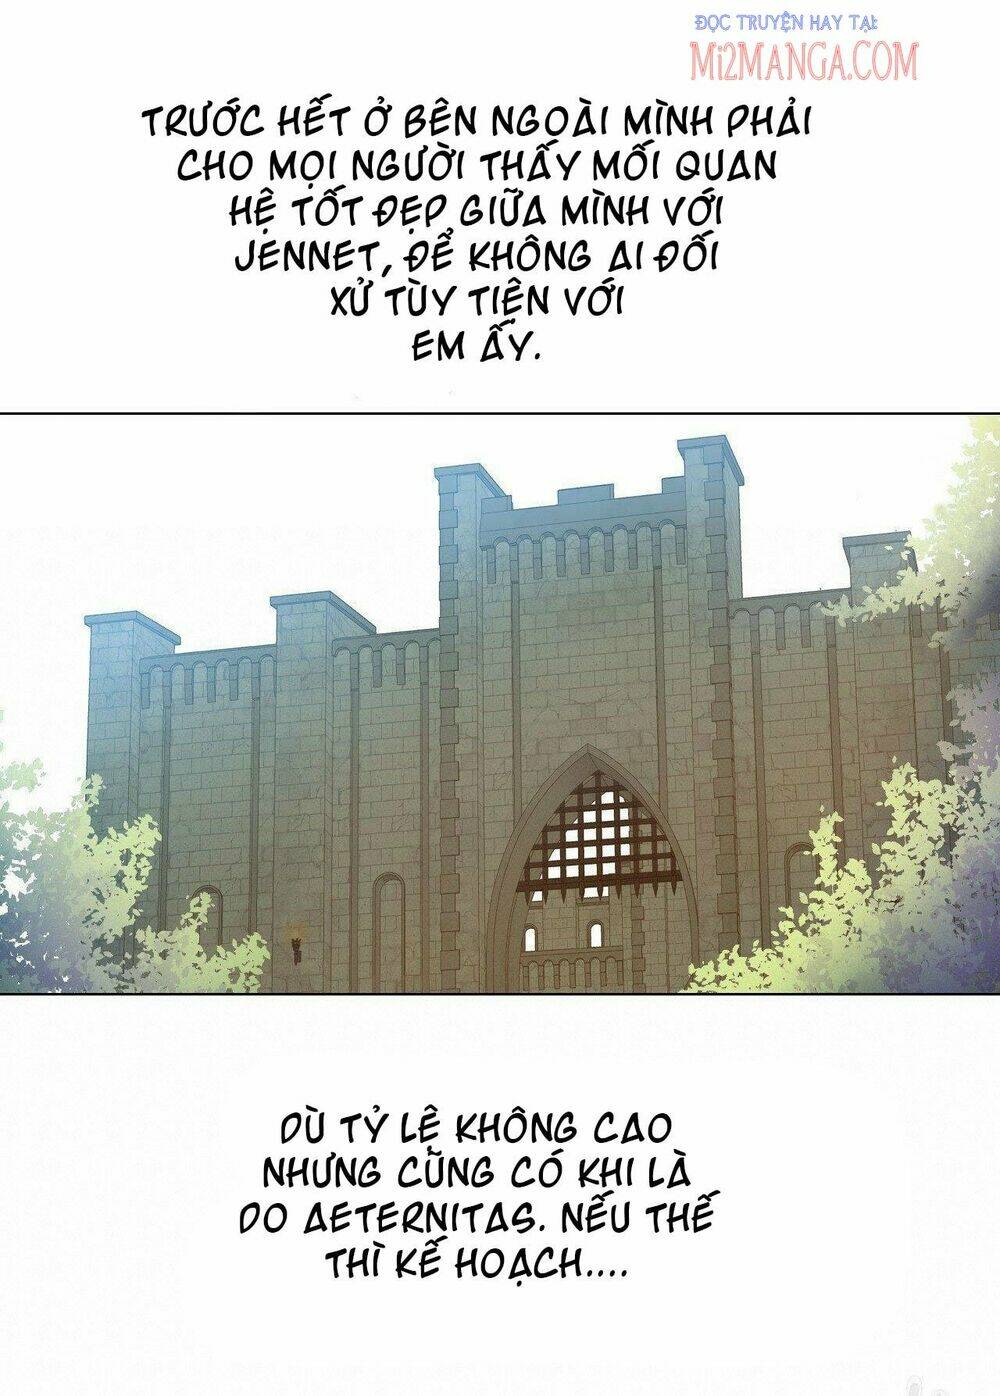 ĐỌC TRUYỆN HAY TẠI:
MI2MANGA.COM
TRƯỚC HẾT Ở BÊN NGOÀI MÌNH PHẢI
CHO MỌI NGƯỜI THẤY MỐI QUAN
HỆ TỐT ĐẸP GIỮA MÌNH VỚI
JENNET, ĐỂ KHÔNG AI ĐỐI
XỬ TÙY TIỆN VỚI
EM ẤY.
DÙ TỶ LỆ KHÔNG CAO
NHƯNG CŨNG CÓ KHI LÀ
DO AETERNITAS. NẾU THẾ
THÌ KẾ HOẠCH....